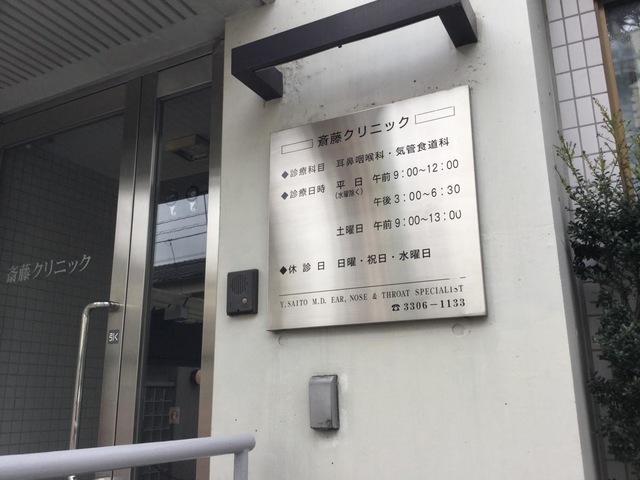 斎藤クリニック
◆診療科目 耳鼻咽喉科・気管食道科
◆診療日時 平日 午前9:00~12:00
(水曜除く)
午後3:00~6:30
土曜日 午前9:00~13:00
◆休診日 日曜・祝日・水曜日
Y. SAITO M.D. EAR, NOSE & THROAT SPECIALIST
☎3306-1133
斎藤クリニック